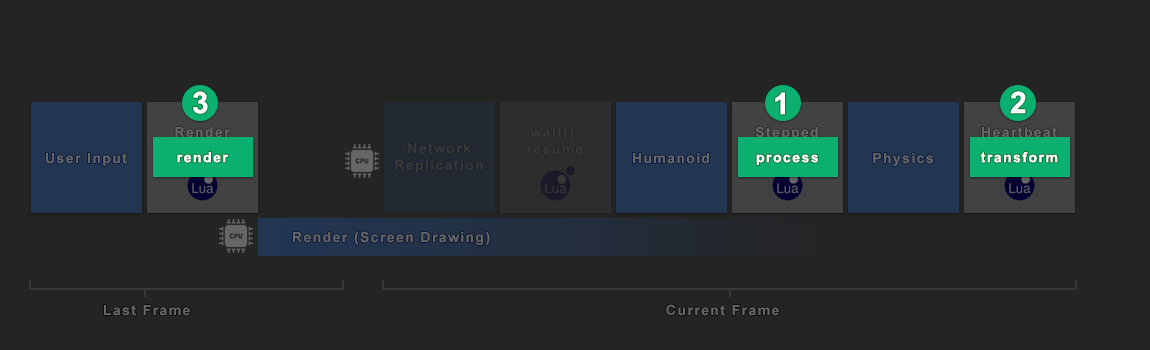 3
1
2
Render
wait()
resume
Stepped
Heartbeat
User Input
render
CPU
Network
Replication
Humanoid
process
Physics
transform
Lua
Lua
Lua
Lua
CPU
Render (Screen Drawing)
Last Frame
Current Frame